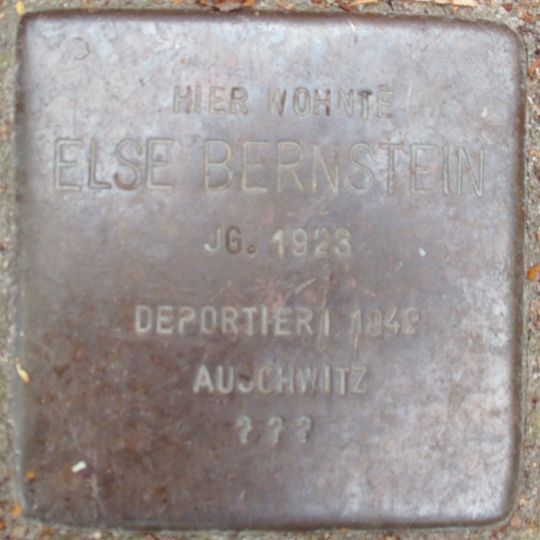 HIER WOHNTE
ELSE BERNSTEIN
JG. 1923
DEPORTIERT 1942
AUSCHWITZ
???